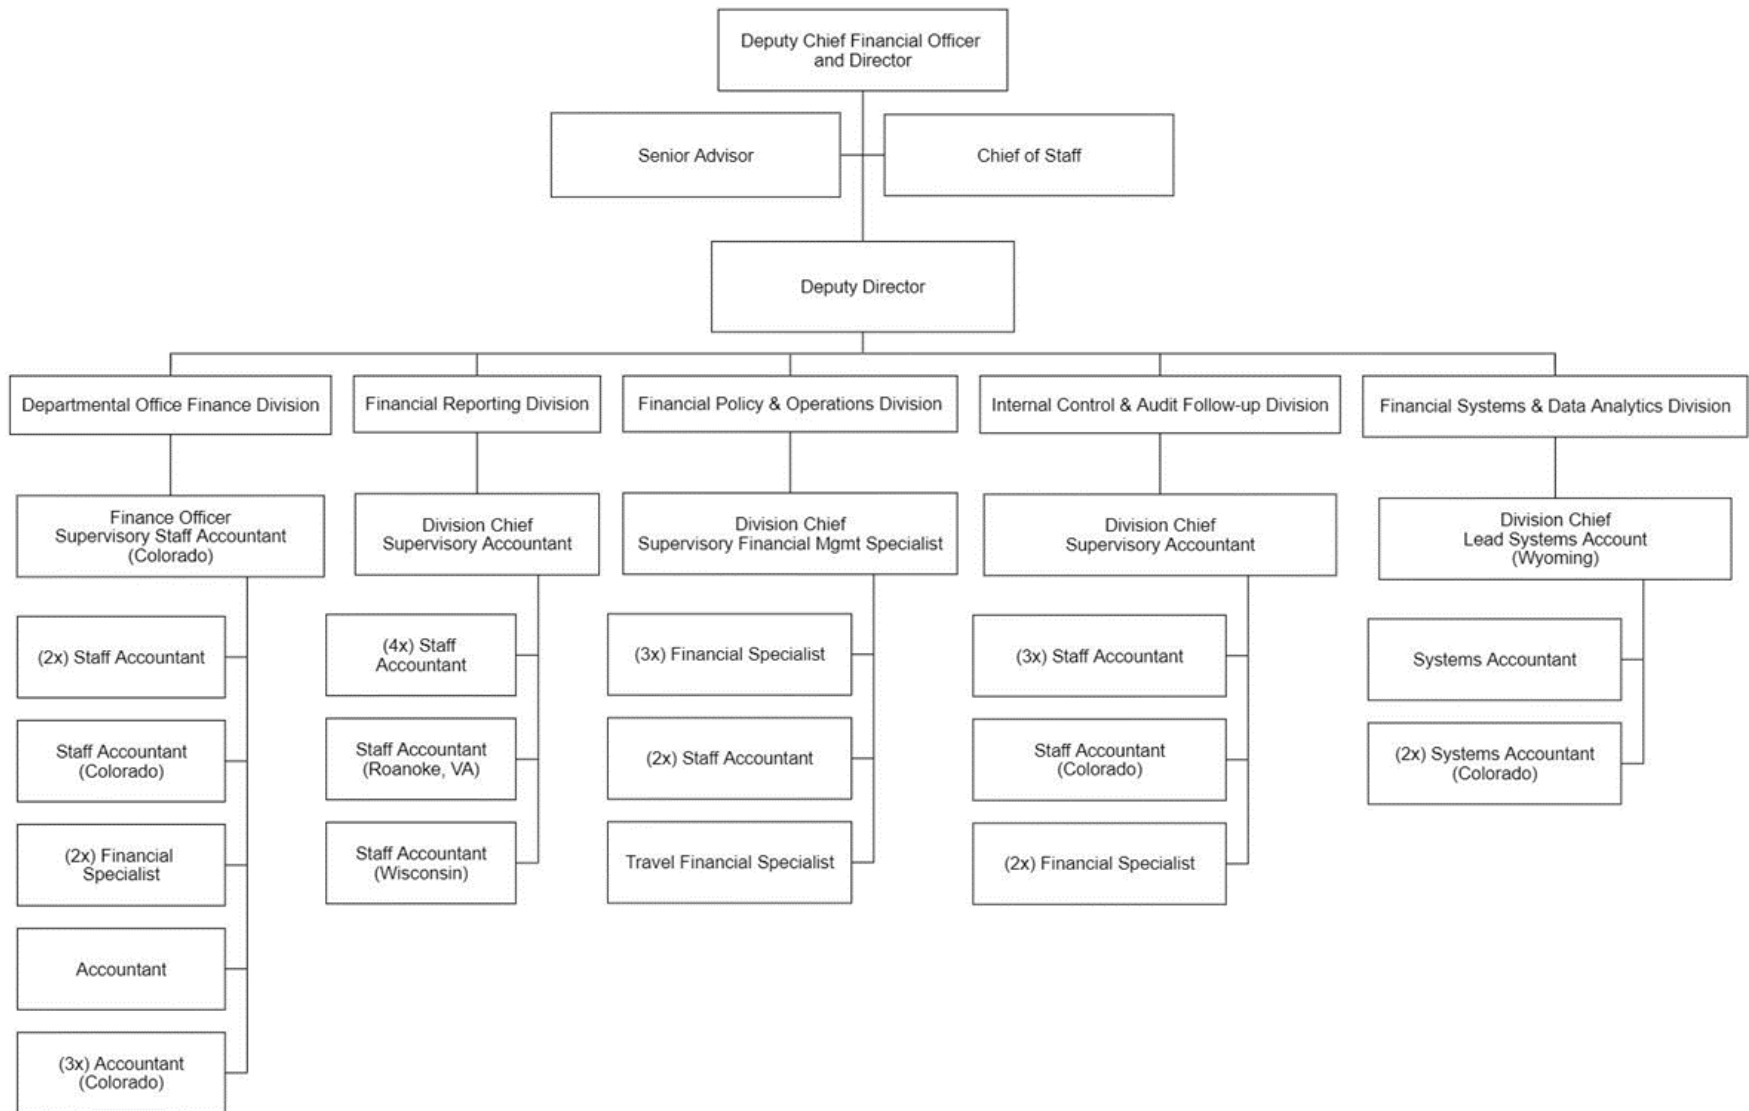 Deputy Chief Financial Officer
and Director
Senior Advisor
Chief of Staff
Deputy Director
Departmental Office Finance Division
Financial Reporting Division
Financial Policy & Operations Division
Internal Control & Audit Follow-up Division
Financial Systems & Data Analytics Division
Finance Officer
Supervisory Staff Accountant
(Colorado)
Division Chief
Supervisory Accountant
Division Chief
Supervisory Financial Mgmt Specialist
Division Chief
Supervisory Accountant
Division Chief
Lead Systems Account
(Wyoming)
(2x) Staff Accountant
Staff Accountant
(Colorado)
(2x) Financial
Specialist
Accountant
(3x) Accountant
(Colorado)
(4x) Staff
Accountant
Staff Accountant
(Roanoke, VA)
Staff Accountant
(Wisconsin)
(3x) Financial Specialist
(2x) Staff Accountant
Travel Financial Specialist
(3x) Staff Accountant
Staff Accountant
(Colorado)
(2x) Financial Specialist
Systems Accountant
(2x) Systems Accountant
(Colorado)